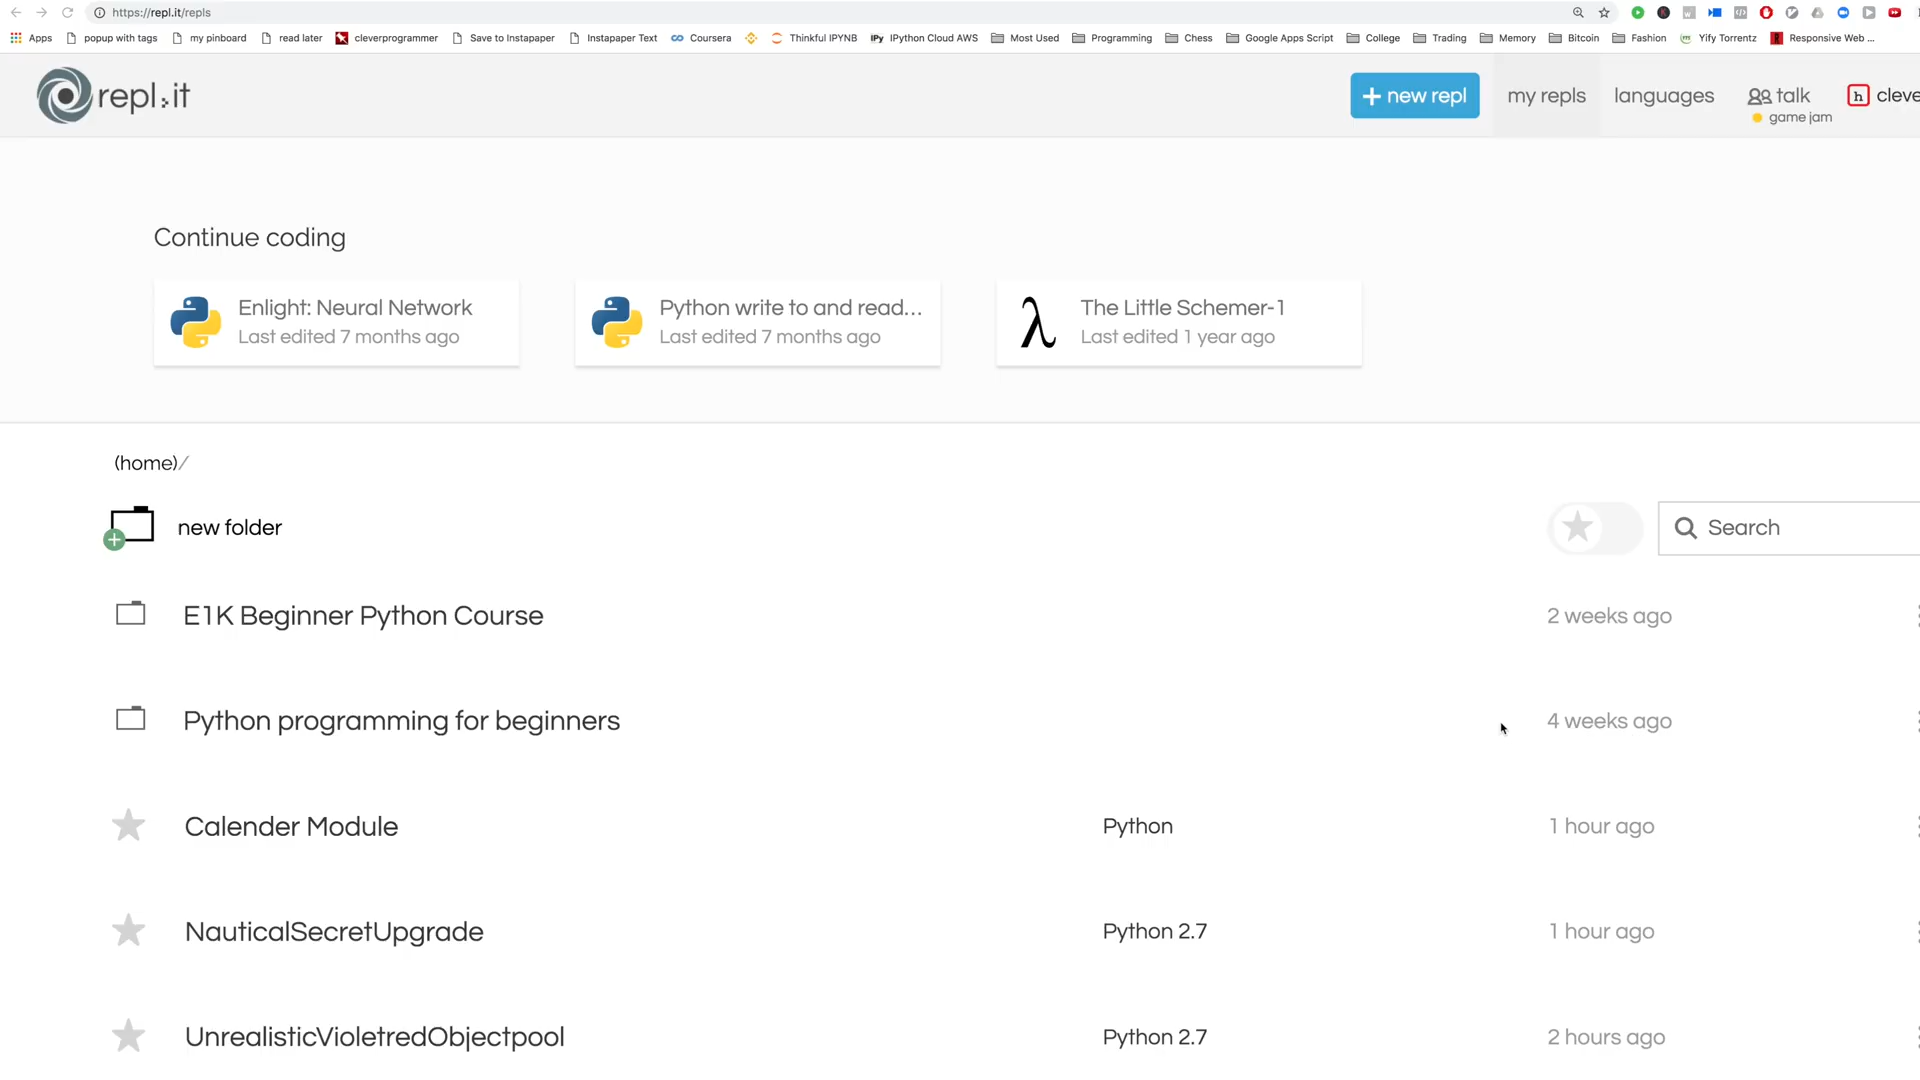 https://repl.it/repls
Apps popup with tags my pinboard read later cleverprogrammer Save to Instapaper Instapaper Text Coursera Thinkful IPYNB IPy IPython Cloud AWS Most Used Programming Chess Google Apps Script College Trading Memory Bitcoin Fashion Yify Torrentz Responsive Web ...
repl.it + new repl my repls languages talk h cleve
game jam
Continue coding
Enlight: Neural Network
Last edited 7 months ago
Python write to and read...
Last edited 7 months ago
λ The Little Schemer-1
Last edited 1 year ago
(home)/
new folder Search
E1K Beginner Python Course 2 weeks ago
Python programming for beginners 4 weeks ago
Calender Module Python 1 hour ago
NauticalSecretUpgrade Python 2.7 1 hour ago
UnrealisticVioletredObjectpool Python 2.7 2 hours ago